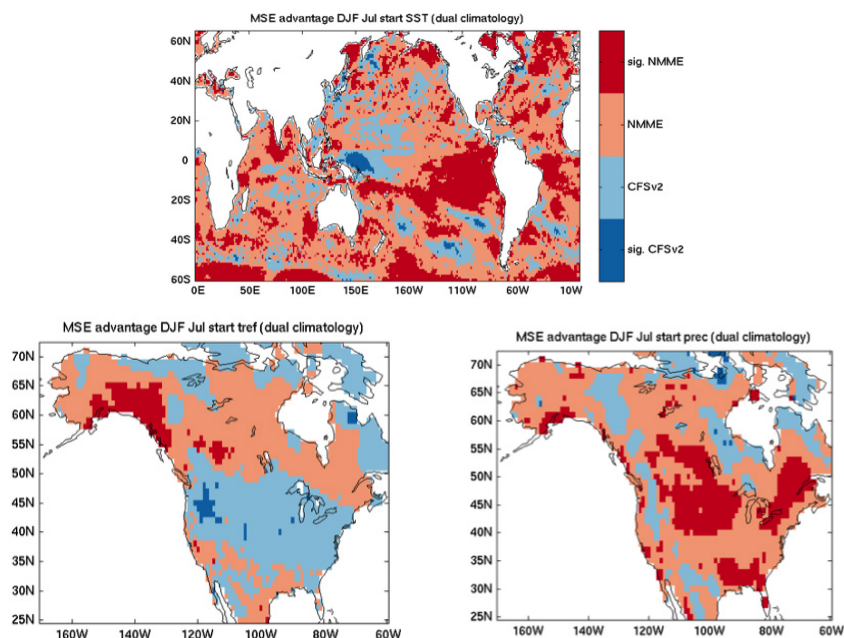 MSE advantage DJF Jul start SST (dual climatology)
60N
40N
20N
0
20S
40S
60S
0E 50E 100E 150E 160W 110W 60W 10W
sig. NMME
NMME
CFSv2
sig. CFSv2
MSE advantage DJF Jul start tref (dual climatology)
70N
65N
60N
55N
50N
45N
40N
35N
30N
25N
160W 140W 120W 100W 80W 60W
MSE advantage DJF Jul start prec (dual climatology)
70N
65N
60N
55N
50N
45N
40N
35N
30N
25N
160W 140W 120W 100W 80W 60W